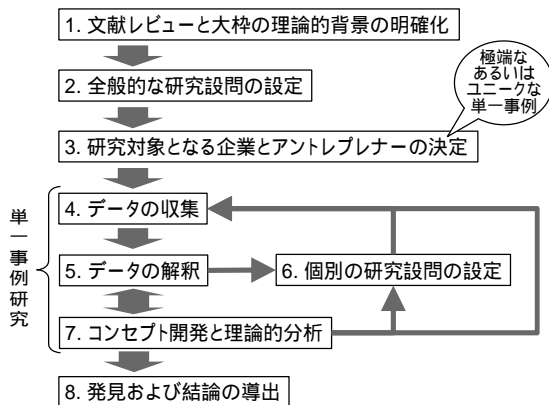 1. 文献レビューと大枠の理論的背景の明確化
極端な
あるいは
ユニークな
単一事例
2. 全般的な研究設問の設定
3. 研究対象となる企業とアントレプレナーの決定
単一事例研究
4. データの収集
5. データの解釈
6. 個別の研究設問の設定
7. コンセプト開発と理論的分析
8. 発見および結論の導出